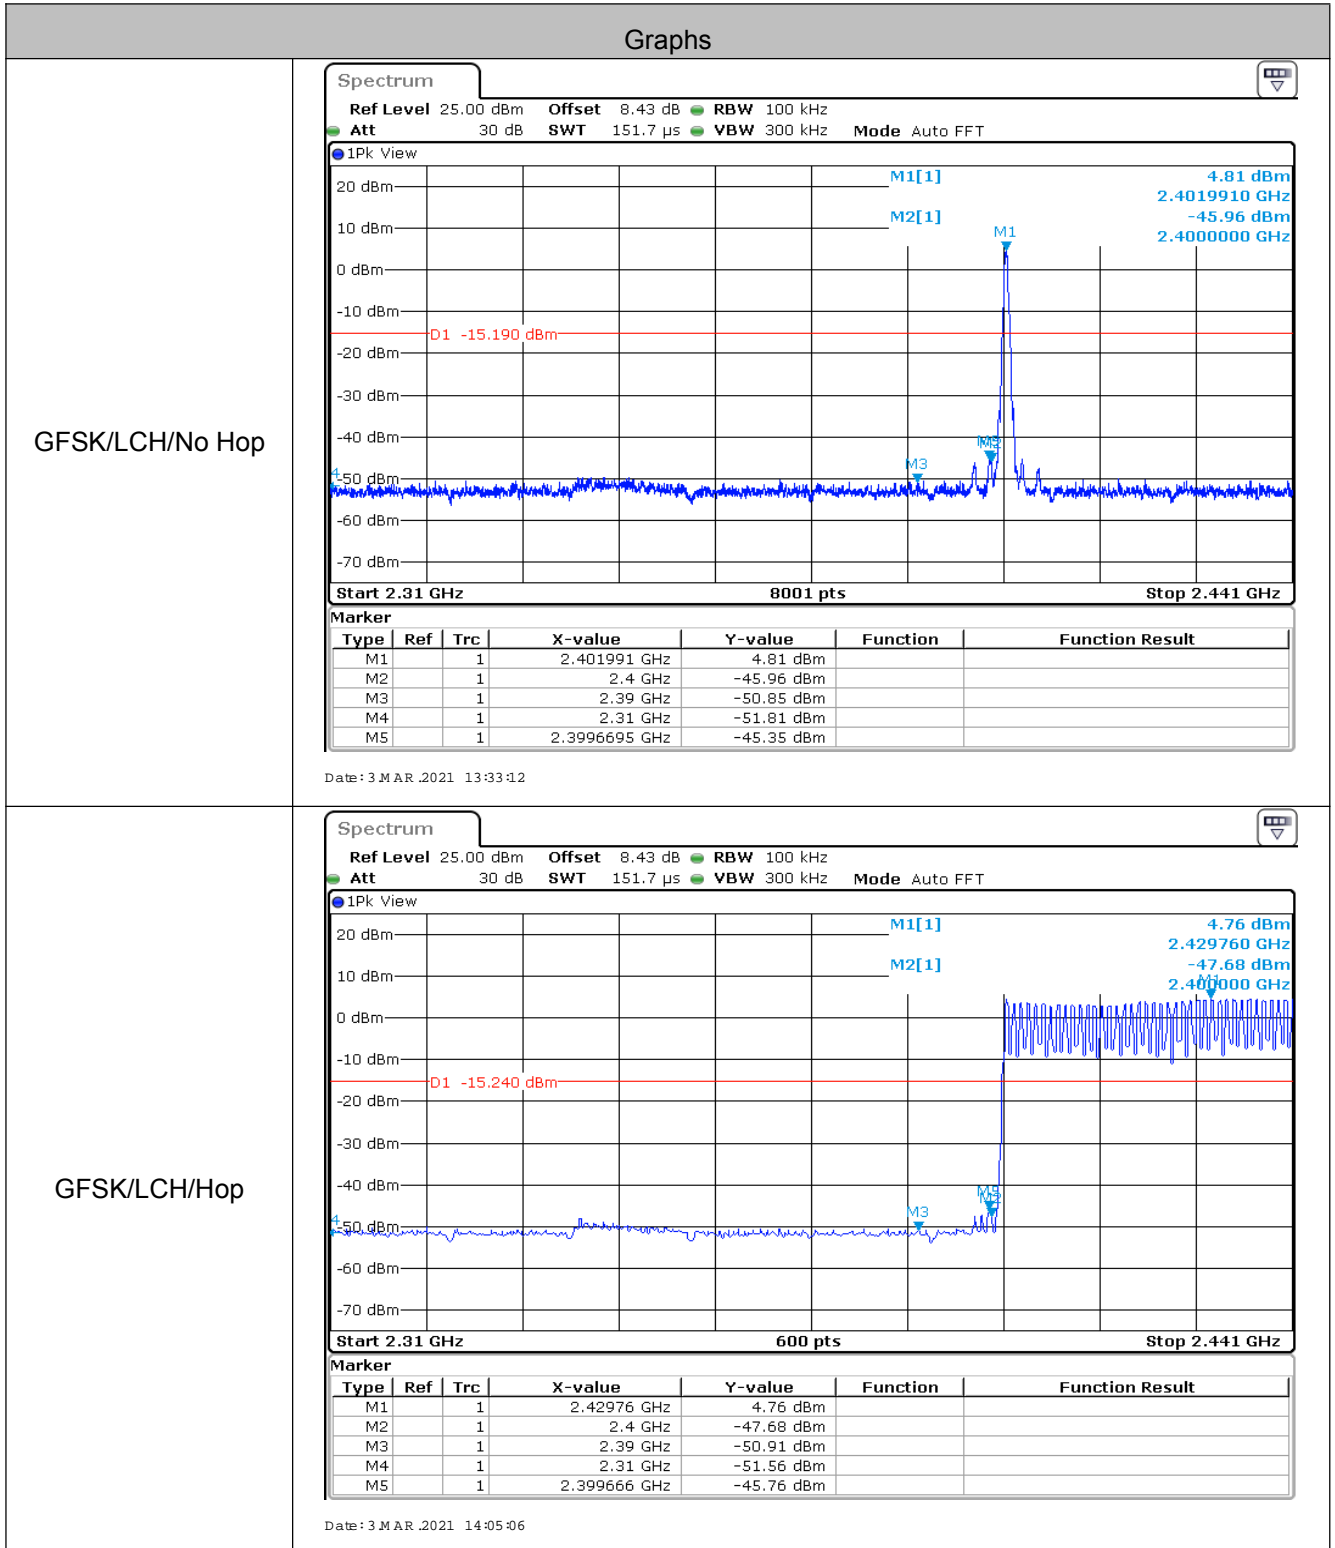 Graphs
GFSK/LCH/No Hop
Spectrum
Ref Level 25.00 dBm Offset 8.43 dB RBW 100 kHz
Att 30 dB SWT 151.7 µs VBW 300 kHz Mode Auto FFT
1Pk View
M1[1] 4.81 dBm
2.4019910 GHz
M2[1] -45.96 dBm
2.4000000 GHz
20 dBm
10 dBm
0 dBm
-10 dBm
-20 dBm
-30 dBm
-40 dBm
-50 dBm
-60 dBm
-70 dBm
D1 -15.190 dBm
M1
M2
M3
4
Start 2.31 GHz 8001 pts Stop 2.441 GHz
Marker
Type Ref Trc X-value Y-value Function Function Result
M1 1 2.401991 GHz 4.81 dBm
M2 1 2.4 GHz -45.96 dBm
M3 1 2.39 GHz -50.85 dBm
M4 1 2.31 GHz -51.81 dBm
M5 1 2.3996695 GHz -45.35 dBm
Date: 3.MAR.2021 13:33:12
GFSK/LCH/Hop
Spectrum
Ref Level 25.00 dBm Offset 8.43 dB RBW 100 kHz
Att 30 dB SWT 151.7 µs VBW 300 kHz Mode Auto FFT
1Pk View
M1[1] 4.76 dBm
2.429760 GHz
M2[1] -47.68 dBm
2.400000 GHz
20 dBm
10 dBm
0 dBm
-10 dBm
-20 dBm
-30 dBm
-40 dBm
-50 dBm
-60 dBm
-70 dBm
D1 -15.240 dBm
M1
M5
M2
M3
4
Start 2.31 GHz 600 pts Stop 2.441 GHz
Marker
Type Ref Trc X-value Y-value Function Function Result
M1 1 2.42976 GHz 4.76 dBm
M2 1 2.4 GHz -47.68 dBm
M3 1 2.39 GHz -50.91 dBm
M4 1 2.31 GHz -51.56 dBm
M5 1 2.399666 GHz -45.76 dBm
Date: 3.MAR.2021 14:05:06